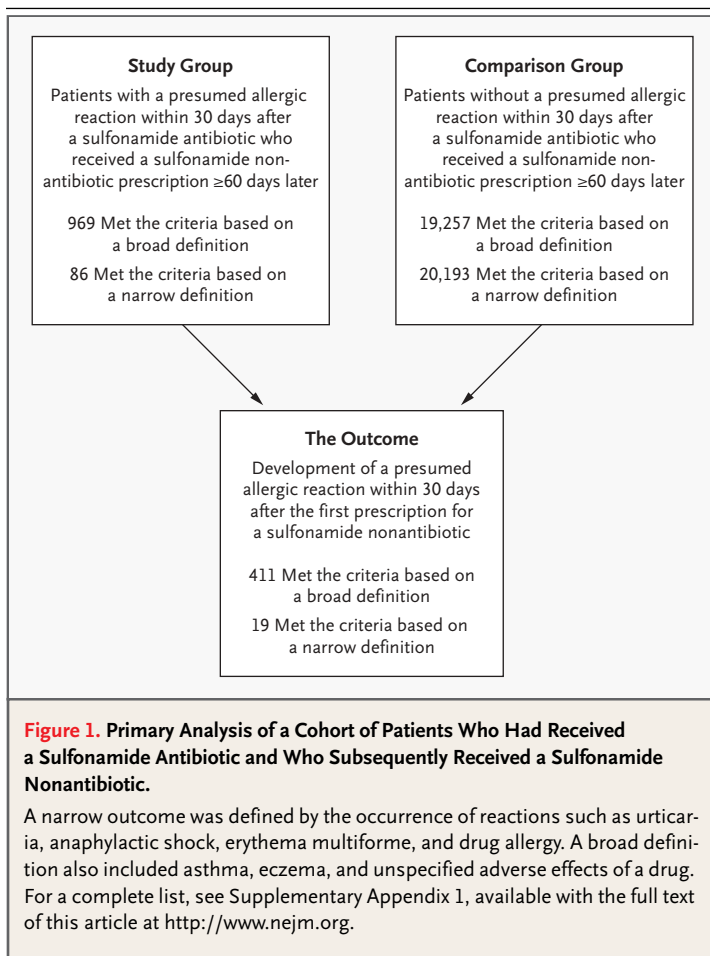 Study Group
Patients with a presumed allergic
reaction within 30 days after
a sulfonamide antibiotic who
received a sulfonamide non-
antibiotic prescription ≥60 days later
969 Met the criteria based on
a broad definition
86 Met the criteria based on
a narrow definition
Comparison Group
Patients without a presumed allergic
reaction within 30 days after
a sulfonamide antibiotic who
received a sulfonamide non-
antibiotic prescription ≥60 days later
19,257 Met the criteria based on
a broad definition
20,193 Met the criteria based on
a narrow definition
The Outcome
Development of a presumed
allergic reaction within 30 days
after the first prescription for
a sulfonamide nonantibiotic
411 Met the criteria based on
a broad definition
19 Met the criteria based on
a narrow definition
Figure 1. Primary Analysis of a Cohort of Patients Who Had Received
a Sulfonamide Antibiotic and Who Subsequently Received a Sulfonamide
Nonantibiotic.
A narrow outcome was defined by the occurrence of reactions such as urticar-
ia, anaphylactic shock, erythema multiforme, and drug allergy. A broad defini-
tion also included asthma, eczema, and unspecified adverse effects of a drug.
For a complete list, see Supplementary Appendix 1, available with the full text
of this article at http://www.nejm.org.